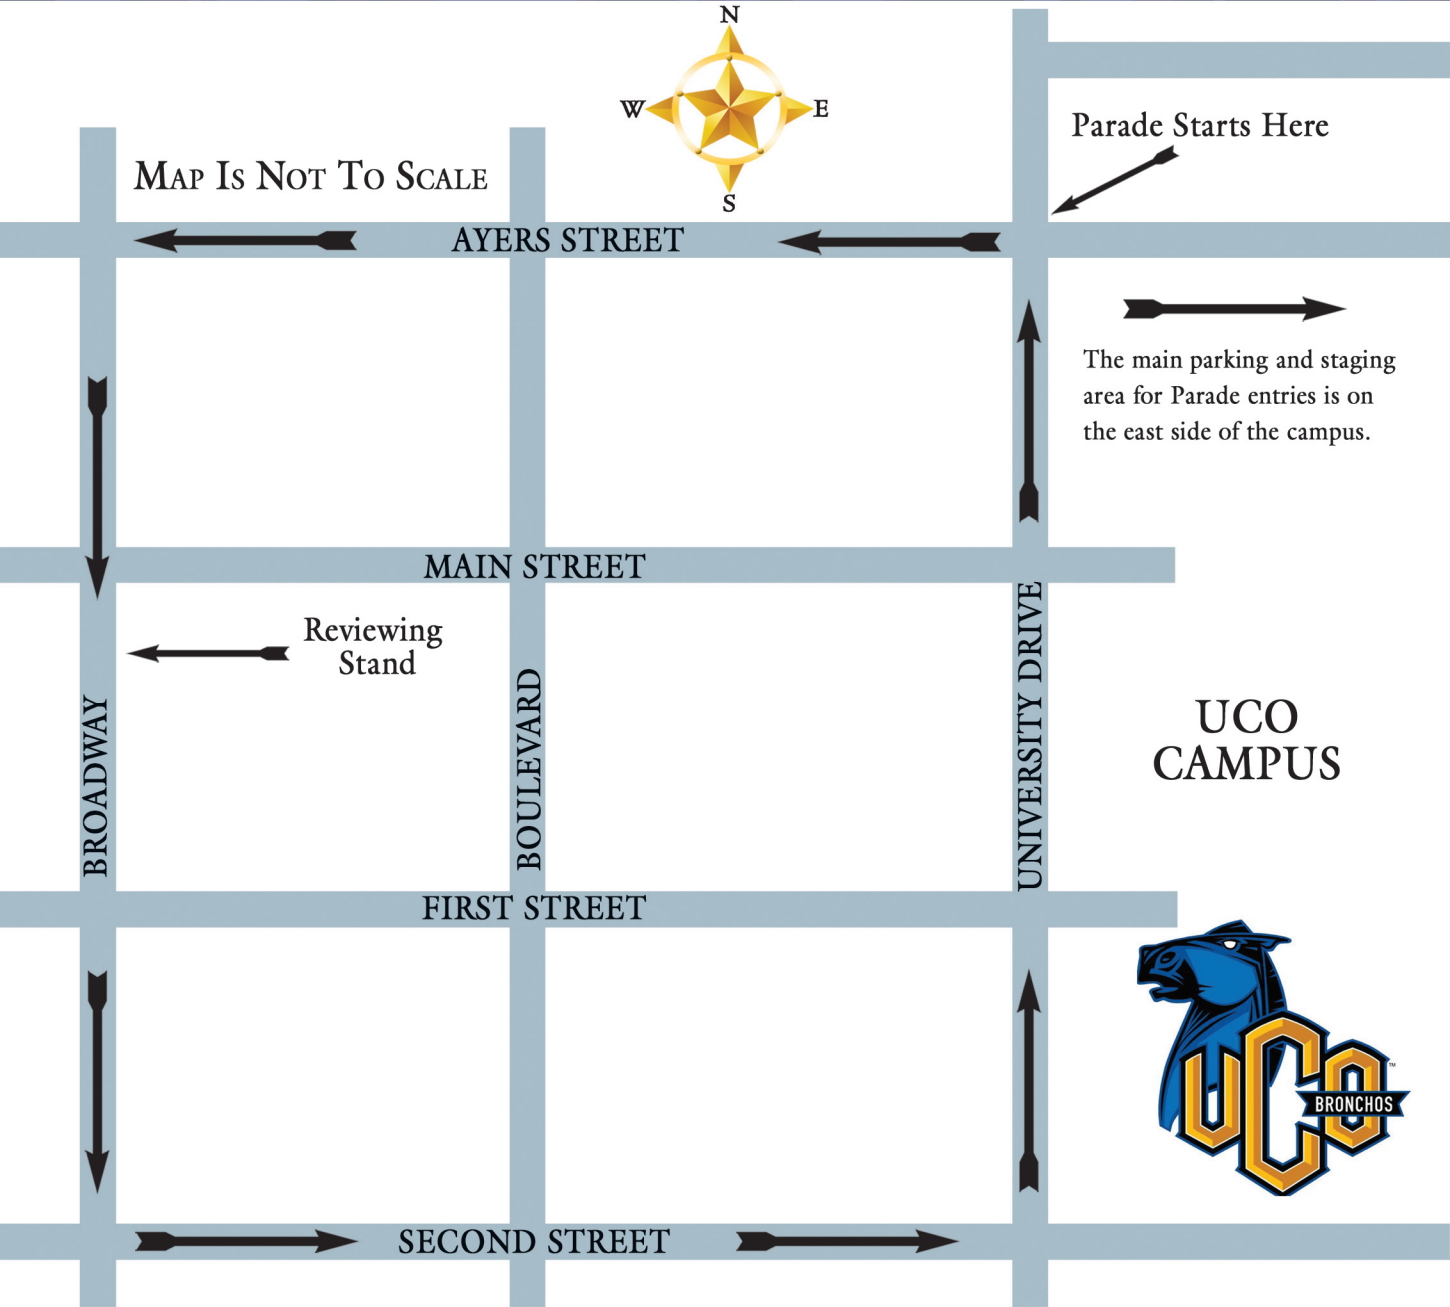 N
W E
S
Parade Starts Here
MAP IS NOT TO SCALE
AYERS STREET
The main parking and staging
area for Parade entries is on
the east side of the campus.
MAIN STREET
Reviewing
Stand
BROADWAY
BOULEVARD
UNIVERSITY DRIVE
UCO
CAMPUS
FIRST STREET
UCO
BRONCHOS
TM
SECOND STREET